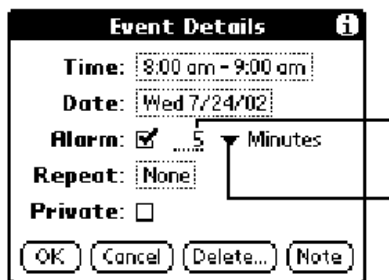 Event Details i
Time: 8:00 am - 9:00 am
Date: Wed 7/24/02
Alarm: 5 Minutes
Repeat: None
Private:
OK Cancel Delete... Note